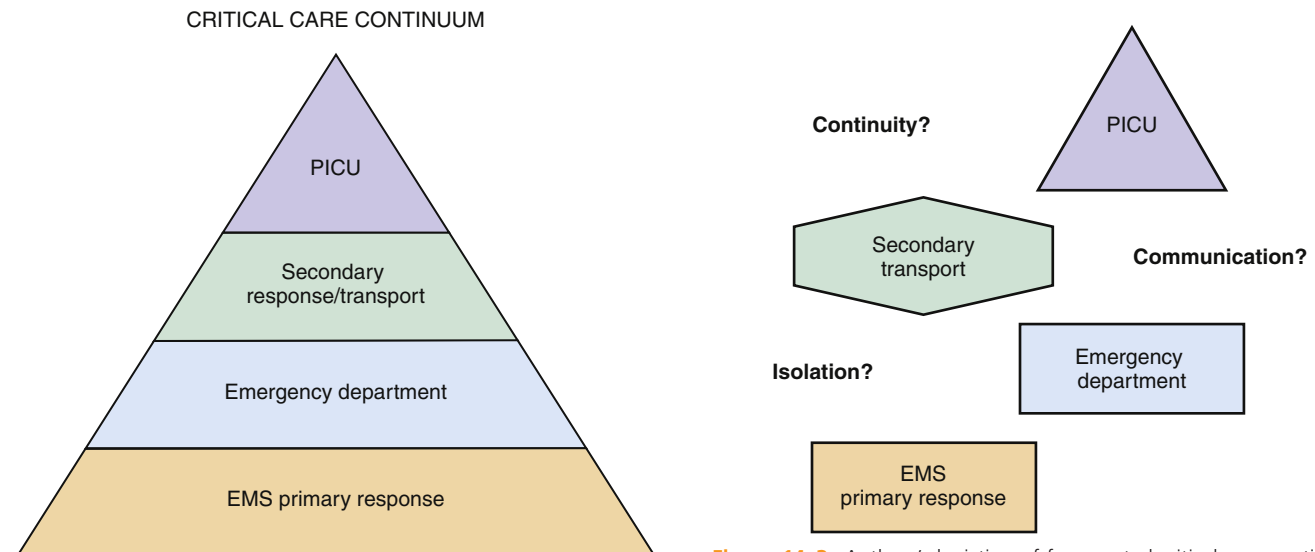 CRITICAL CARE CONTINUUM
PICU
Secondary
response/transport
Emergency department
EMS primary response
Continuity?
PICU
Secondary
transport
Communication?
Isolation?
Emergency
department
EMS
primary response